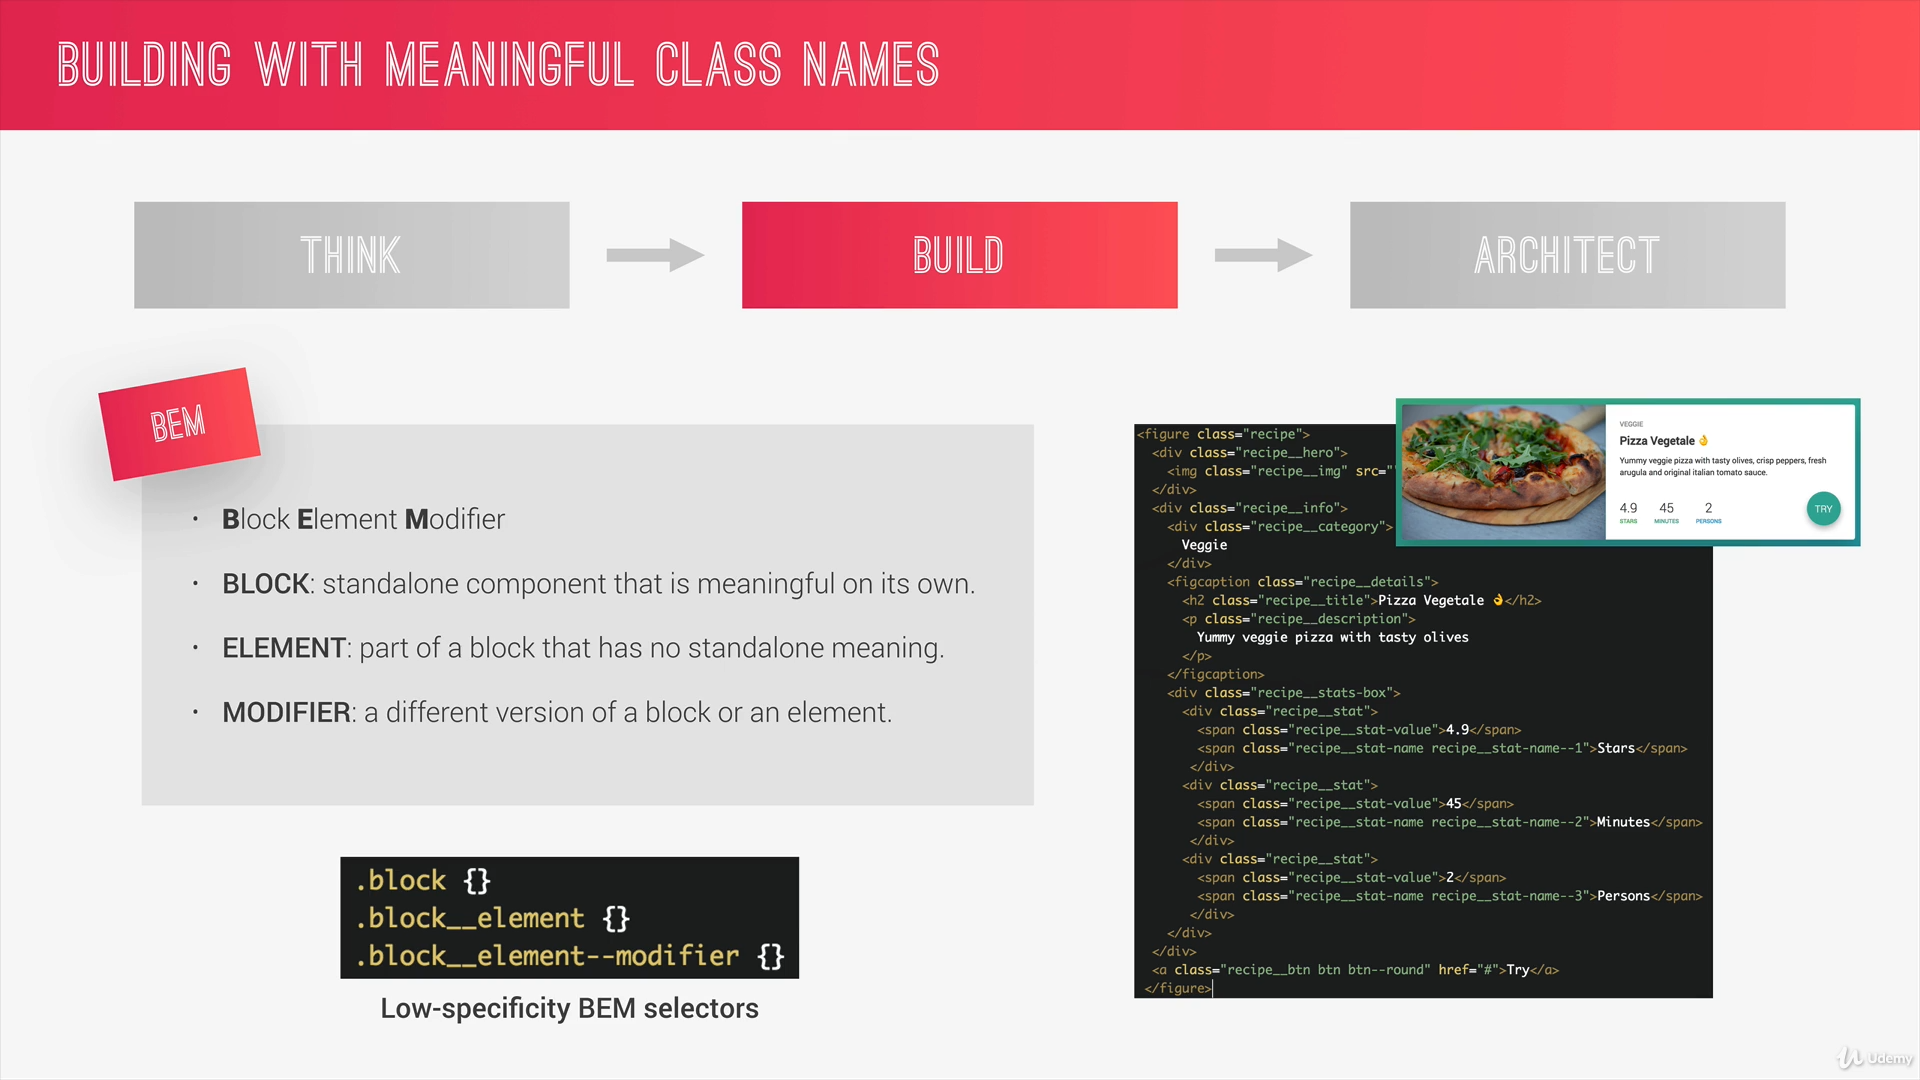 BUILDING WITH MEANINGFUL CLASS NAMES
THINK
BUILD
ARCHITECT
BEM
· Block Element Modifier
· BLOCK: standalone component that is meaningful on its own.
· ELEMENT: part of a block that has no standalone meaning.
· MODIFIER: a different version of a block or an element.
.block {}
.block__element {}
.block__element--modifier {}
Low-specificity BEM selectors
<figure class="recipe">
<div class="recipe__hero">
<img class="recipe__img" src=""
</div>
<div class="recipe__info">
<div class="recipe__category">
Veggie
</div>
<figcaption class="recipe__details">
<h2 class="recipe__title">Pizza Vegetale 👌</h2>
<p class="recipe__description">
Yummy veggie pizza with tasty olives
</p>
</figcaption>
<div class="recipe__stats-box">
<div class="recipe__stat">
<span class="recipe__stat-value">4.9</span>
<span class="recipe__stat-name recipe__stat-name--1">Stars</span>
</div>
<div class="recipe__stat">
<span class="recipe__stat-value">45</span>
<span class="recipe__stat-name recipe__stat-name--2">Minutes</span>
</div>
<div class="recipe__stat">
<span class="recipe__stat-value">2</span>
<span class="recipe__stat-name recipe__stat-name--3">Persons</span>
</div>
</div>
</div>
<a class="recipe__btn btn btn--round" href="#">Try</a>
</figure>
VEGGIE
Pizza Vegetale 👌
Yummy veggie pizza with tasty olives, crisp peppers, fresh
arugula and original italian tomato sauce.
4.9 45 2
STARS MINUTES PERSONS
TRY
Udemy